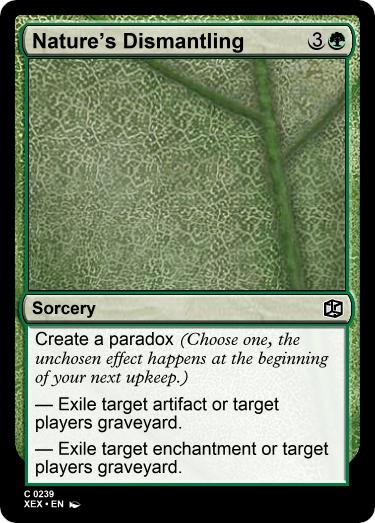 Nature's Dismantling 3
Sorcery
Create a paradox (Choose one, the
unchosen effect happens at the beginning
of your next upkeep.)
— Exile target artifact or target
players graveyard.
— Exile target enchantment or target
players graveyard.
C 0239
XEX • EN